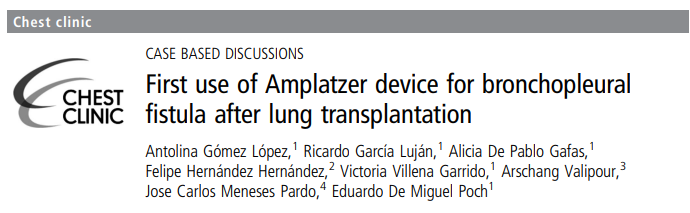 Chest clinic
CASE BASED DISCUSSIONS
First use of Amplatzer device for bronchopleural
fistula after lung transplantation
CHEST
CLINIC
Antolina Gómez López,¹ Ricardo García Luján,¹ Alicia De Pablo Gafas,¹
Felipe Hernández Hernández,² Victoria Villena Garrido,¹ Arschang Valipour,³
Jose Carlos Meneses Pardo,⁴ Eduardo De Miguel Poch¹